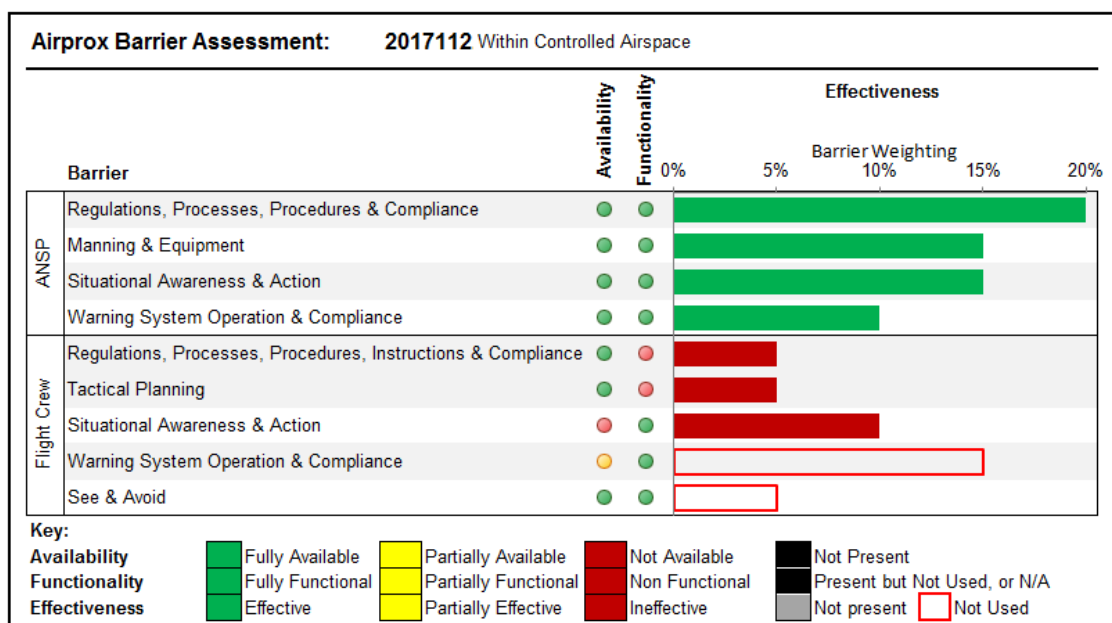 Airprox Barrier Assessment: 2017112 Within Controlled Airspace
Effectiveness
Barrier Weighting
Barrier Availability Functionality 0% 5% 10% 15% 20%
ANSP
Regulations, Processes, Procedures & Compliance
Manning & Equipment
Situational Awareness & Action
Warning System Operation & Compliance
Flight Crew
Regulations, Processes, Procedures, Instructions & Compliance
Tactical Planning
Situational Awareness & Action
Warning System Operation & Compliance
See & Avoid
Key:
Availability Fully Available Partially Available Not Available Not Present
Functionality Fully Functional Partially Functional Non Functional Present but Not Used, or N/A
Effectiveness Effective Partially Effective Ineffective Not present Not Used